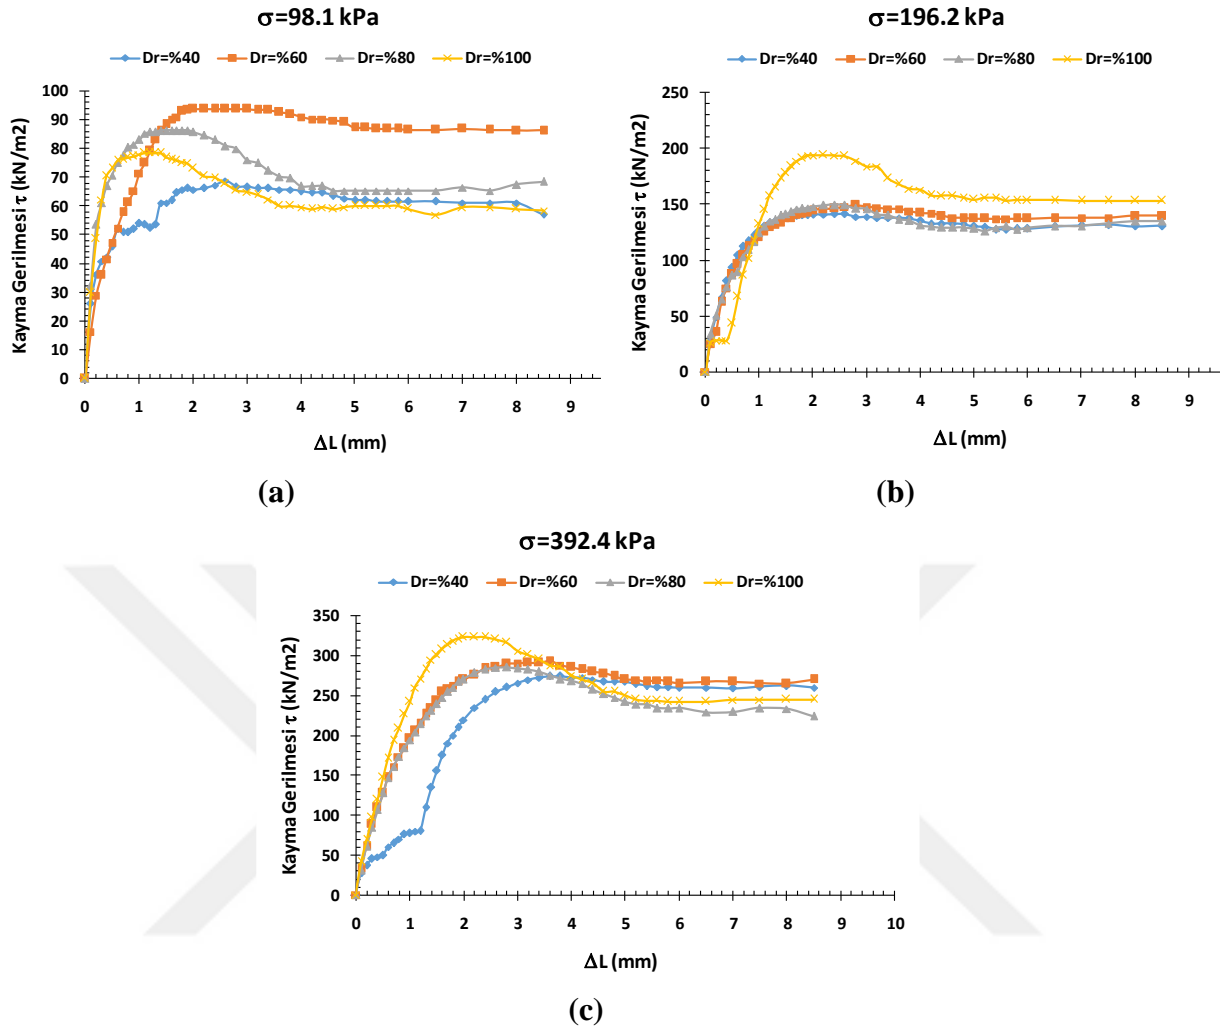 σ=98.1 kPa
Dr=%40 Dr=%60 Dr=%80 Dr=%100
Kayma Gerilmesi τ (kN/m2)
100
90
80
70
60
50
40
30
20
10
0
0 1 2 3 4 5 6 7 8 9
ΔL (mm)
(a)
σ=196.2 kPa
Dr=%40 Dr=%60 Dr=%80 Dr=%100
Kayma Gerilmesi τ (kN/m2)
250
200
150
100
50
0
0 1 2 3 4 5 6 7 8 9
ΔL (mm)
(b)
σ=392.4 kPa
Dr=%40 Dr=%60 Dr=%80 Dr=%100
Kayma Gerilmesi τ (kN/m2)
350
300
250
200
150
100
50
0
0 1 2 3 4 5 6 7 8 9 10
ΔL (mm)
(c)